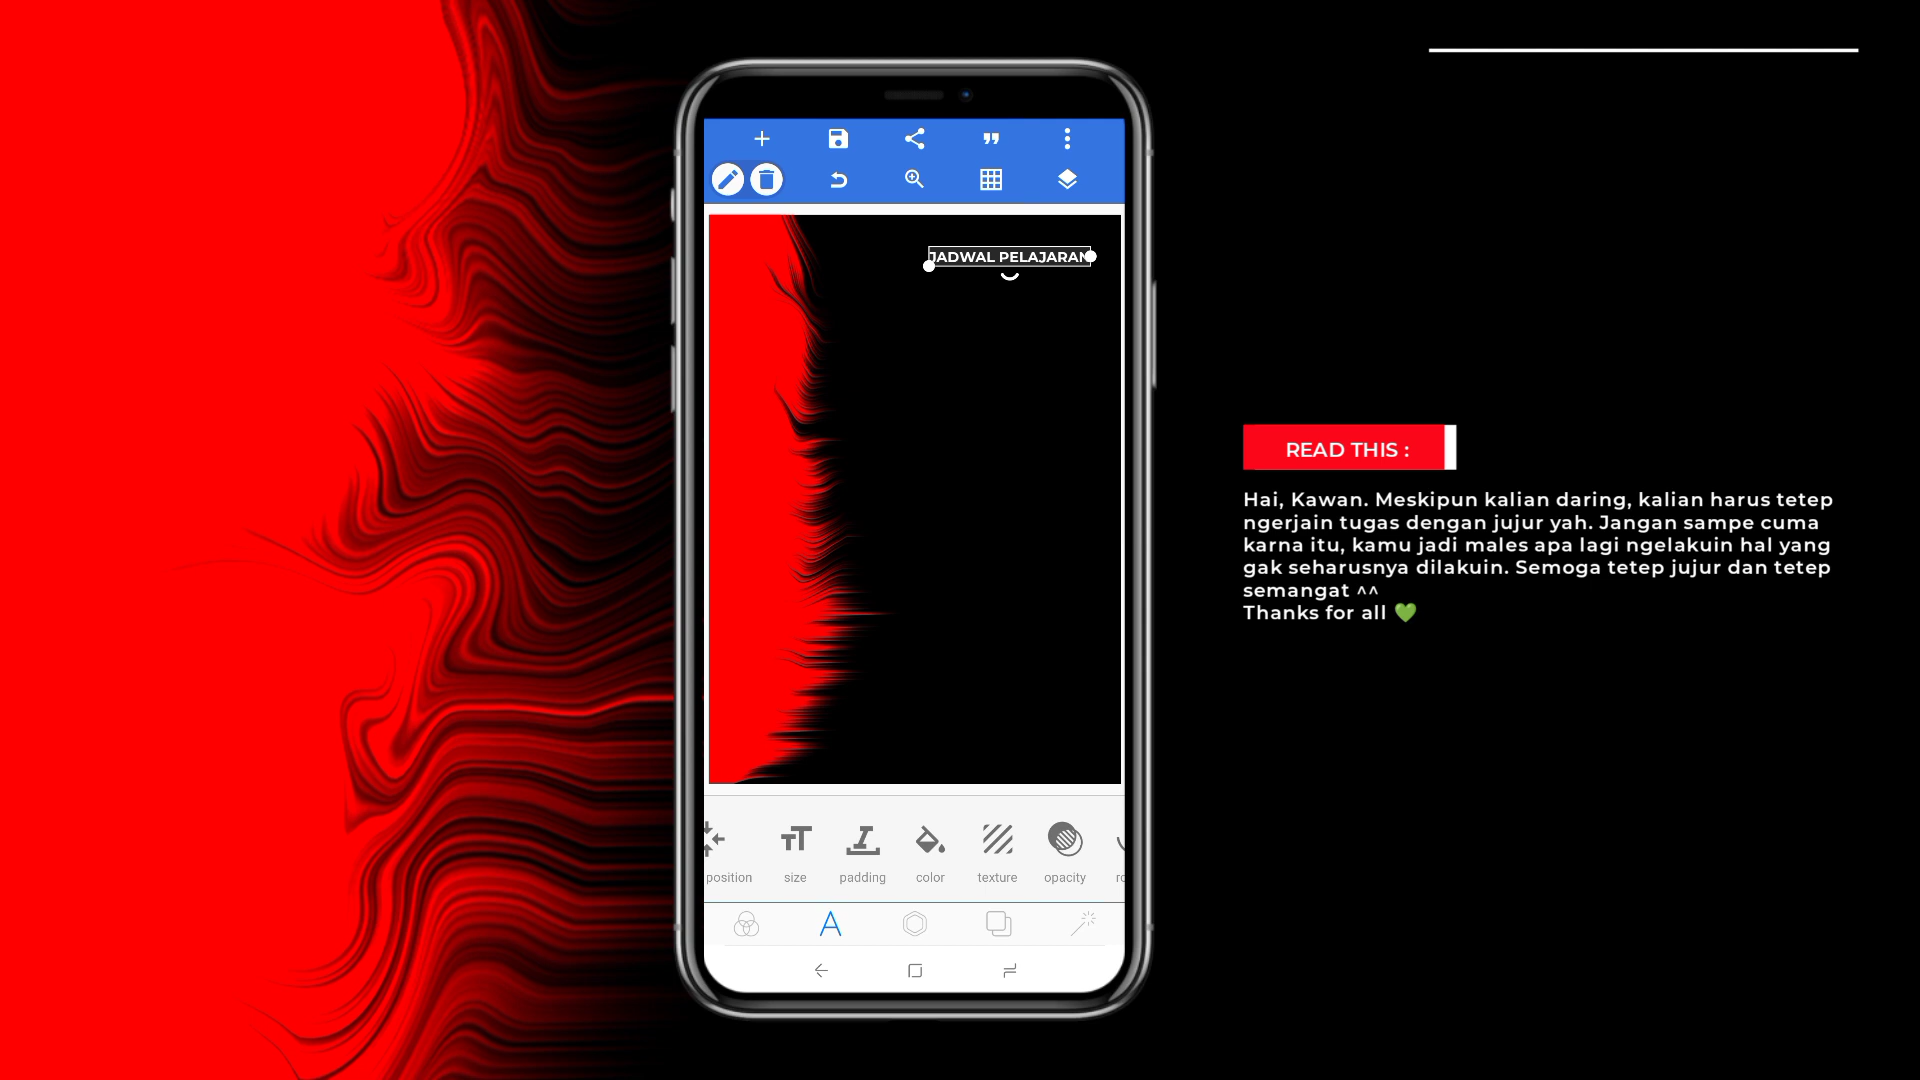 JADWAL PELAJARAN
position
size
padding
color
texture
opacity
READ THIS :
Hai, Kawan. Meskipun kalian daring, kalian harus tetep
ngerjain tugas dengan jujur yah. Jangan sampe cuma
karna itu, kamu jadi males apa lagi ngelakuin hal yang
gak seharusnya dilakuin. Semoga tetep jujur dan tetep
semangat ^^
Thanks for all 💚